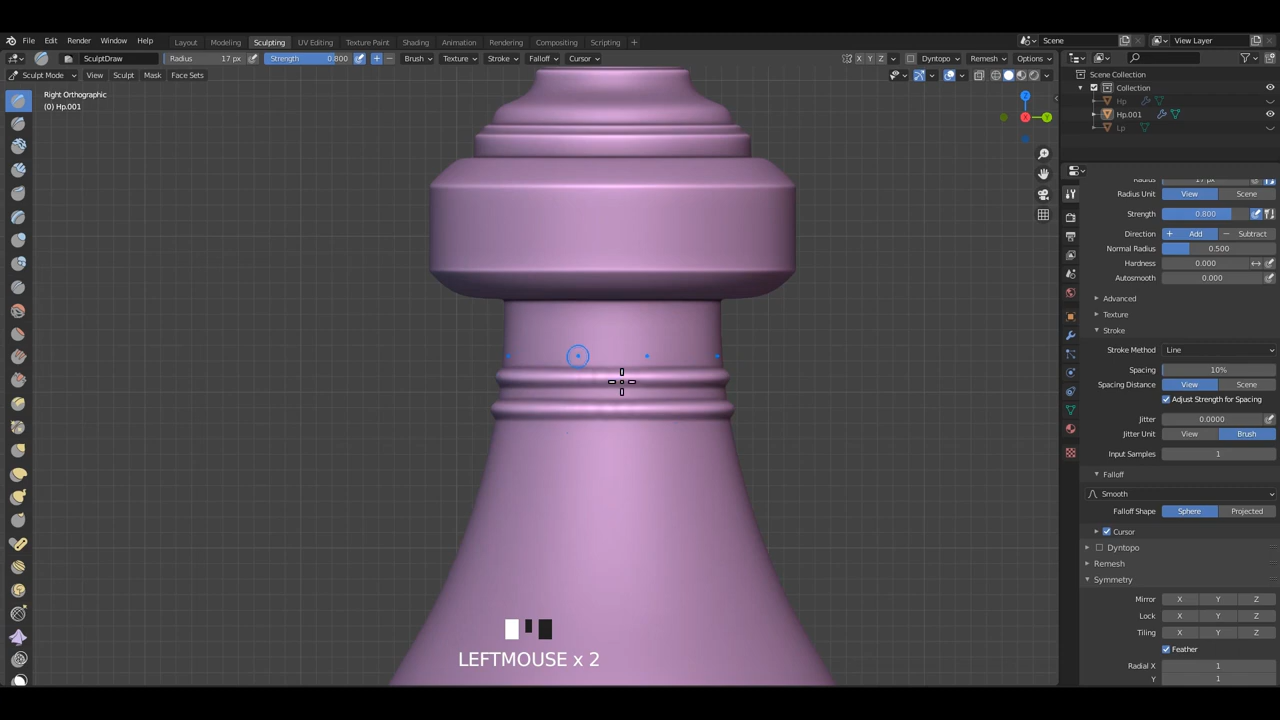 File Edit Render Window Help Layout Modeling Sculpting UV Editing Texture Paint Shading Animation Rendering Compositing Scripting + Scene View Layer
SculptDraw Radius 17 px Strength 0.800 Brush Texture Stroke Falloff Cursor X Y Z Dyntopo Remesh Options
Sculpt Mode View Sculpt Mask Face Sets
Scene Collection
Collection
Hp
Hp.001
Lp
Right Orthographic
(0) Hp.001
Z
X
Y
Radius 17 px
Radius Unit View Scene
Strength 0.800
Direction + Add − Subtract
Normal Radius 0.500
Hardness 0.000
Autosmooth 0.000
Advanced
Texture
Stroke
Stroke Method Line
Spacing 10%
Spacing Distance View Scene
Adjust Strength for Spacing
Jitter 0.0000
Jitter Unit View Brush
Input Samples 1
Falloff
Smooth
Falloff Shape Sphere Projected
Cursor
Dyntopo
Remesh
Symmetry
Mirror X Y Z
Lock X Y Z
Tiling X Y Z
Feather
Radial X 1
Y 1
LEFTMOUSE x 2